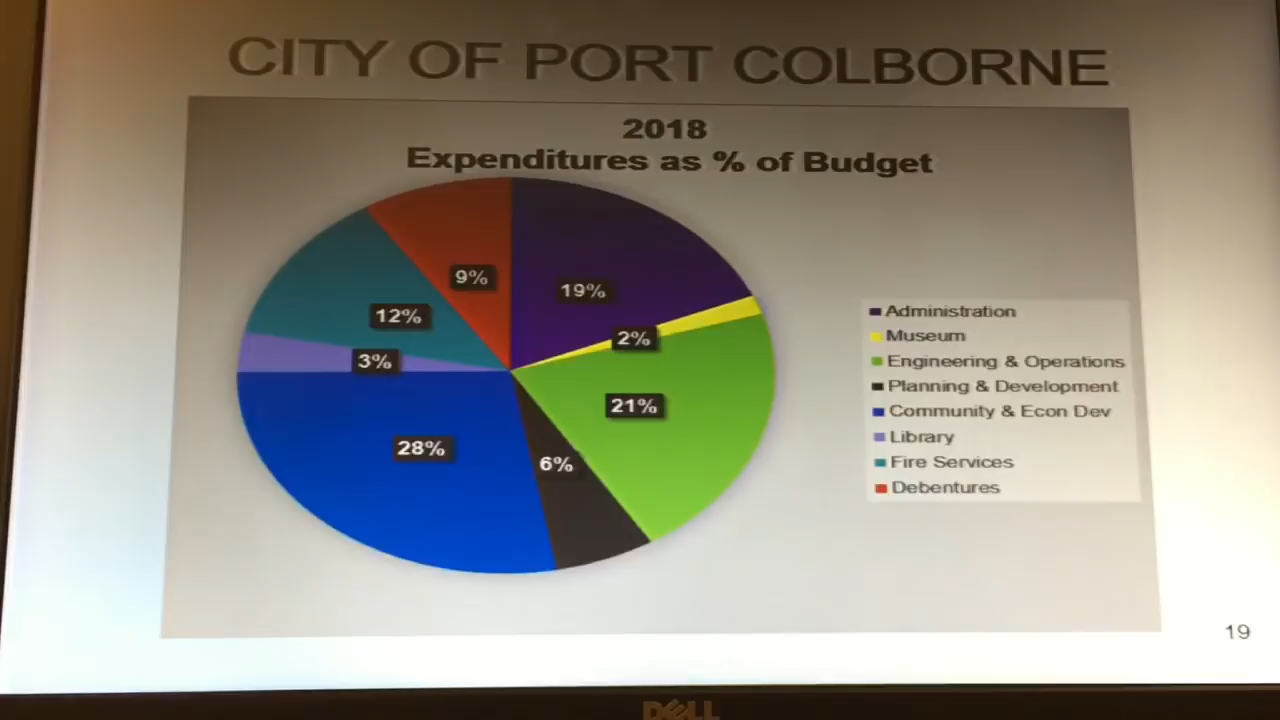 CITY OF PORT COLBORNE
2018
Expenditures as % of Budget
9%
19%
12%
2%
3%
21%
28%
6%
Administration
Museum
Engineering & Operations
Planning & Development
Community & Econ Dev
Library
Fire Services
Debentures
19
DELL